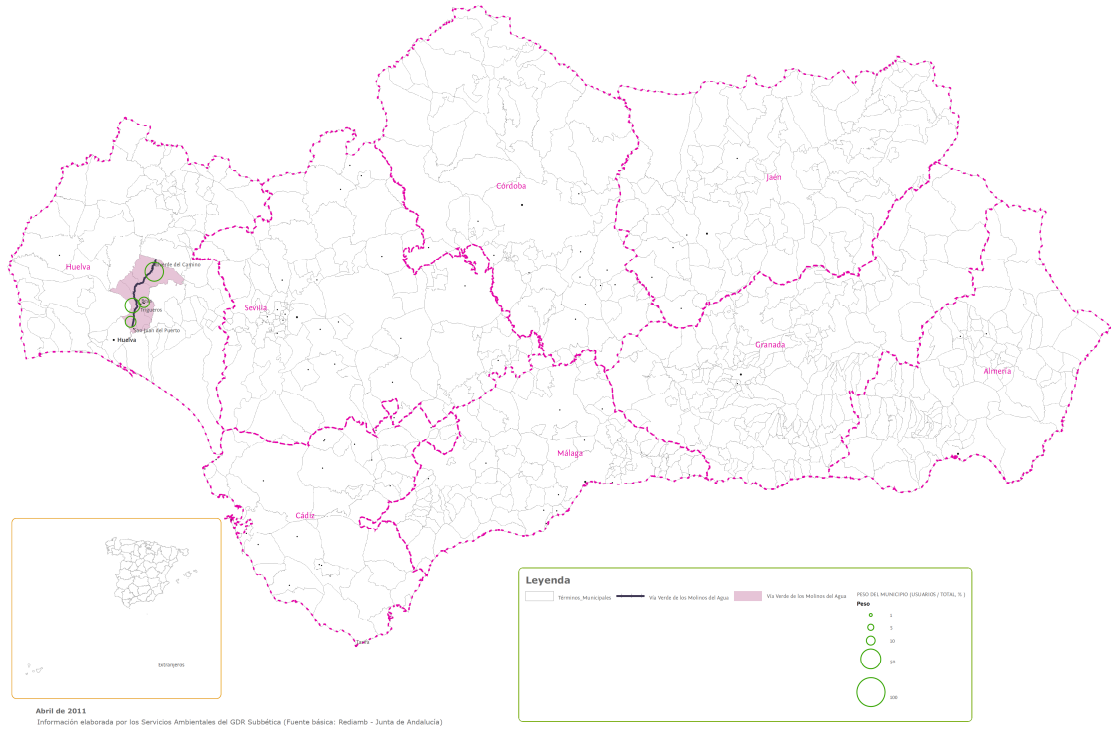 Córdoba
Jaén
Huelva
Valverde del Camino
Sevilla
Trigueros
San Juan del Puerto
Huelva
Granada
Almería
Málaga
Cádiz
Tarifa
Extranjeros
Leyenda
Términos_Municipales
Vía Verde de los Molinos del Agua
Vía Verde de los Molinos del Agua
PESO DEL MUNICIPIO (USUARIOS / TOTAL, % )
Peso
1
5
10
50
100
Abril de 2011
Información elaborada por los Servicios Ambientales del GDR Subbética (Fuente básica: Rediamb - Junta de Andalucía)